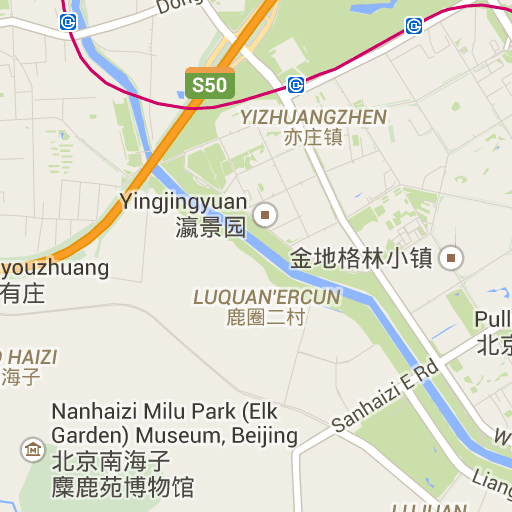 Dong
S50
YIZHUANGZHEN
亦庄镇
Yingjingyuan
瀛景园
金地格林小镇
youzhuang
有庄
LUQUAN'ERCUN
鹿圈二村
Pull
北京
O HAIZI
海子
Sanhaizi E Rd
Nanhaizi Milu Park (Elk
Garden) Museum, Beijing
北京南海子
麋鹿苑博物馆
W
Liang
LUJUAN